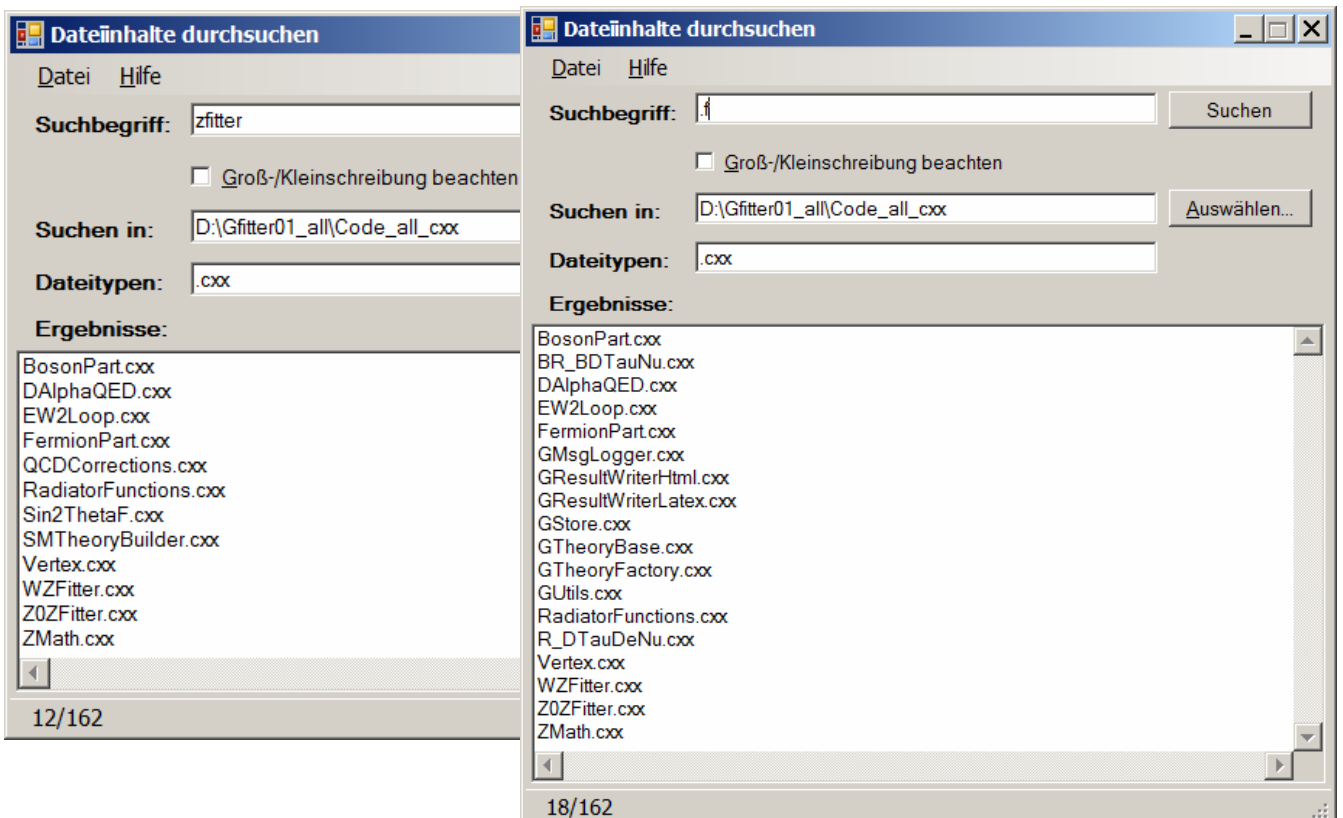 Dateiinhalte durchsuchen
Datei Hilfe
Suchbegriff: zfitter
Groß-/Kleinschreibung beachten
Suchen in: D:\Gfitter01_all\Code_all_cxx
Dateitypen: .cxx
Ergebnisse:
BosonPart.cxx
DAlphaQED.cxx
EW2Loop.cxx
FermionPart.cxx
QCDCorrections.cxx
RadiatorFunctions.cxx
Sin2ThetaF.cxx
SMTheoryBuilder.cxx
Vertex.cxx
WZFitter.cxx
Z0ZFitter.cxx
ZMath.cxx
12/162
Dateiinhalte durchsuchen
Datei Hilfe
Suchbegriff: .f Suchen
Groß-/Kleinschreibung beachten
Suchen in: D:\Gfitter01_all\Code_all_cxx Auswählen...
Dateitypen: .cxx
Ergebnisse:
BosonPart.cxx
BR_BDTauNu.cxx
DAlphaQED.cxx
EW2Loop.cxx
FermionPart.cxx
GMsgLogger.cxx
GResultWriterHtml.cxx
GResultWriterLatex.cxx
GStore.cxx
GTheoryBase.cxx
GTheoryFactory.cxx
GUtils.cxx
RadiatorFunctions.cxx
R_DTauDeNu.cxx
Vertex.cxx
WZFitter.cxx
Z0ZFitter.cxx
ZMath.cxx
18/162